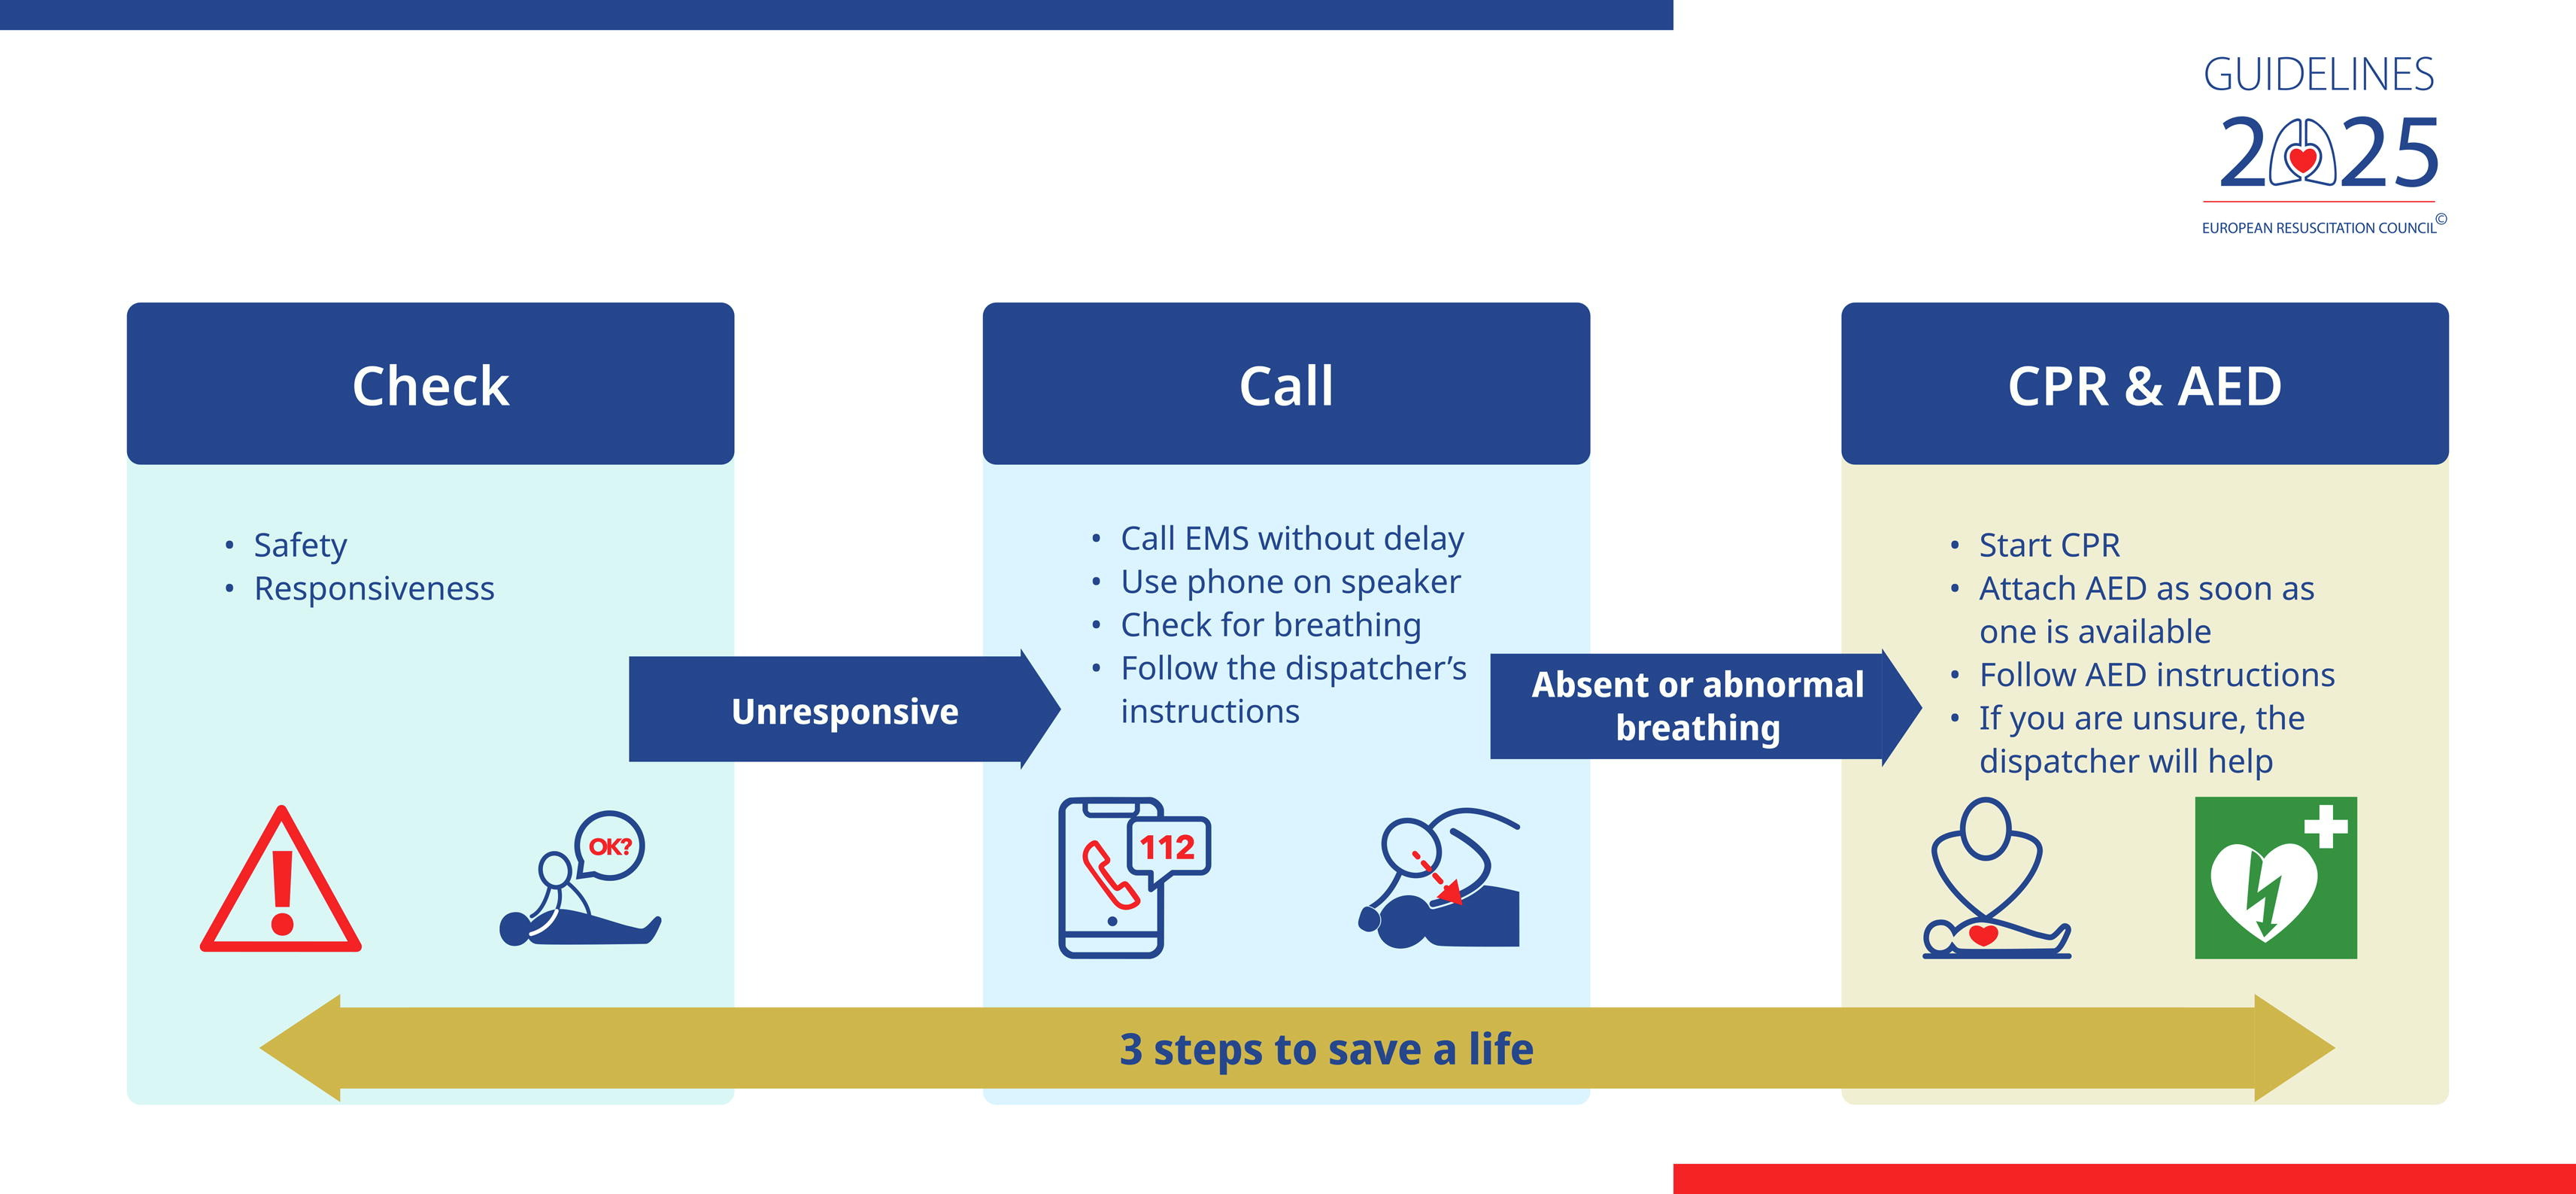 GUIDELINES
2025
EUROPEAN RESUSCITATION COUNCIL©
Check
• Safety
• Responsiveness
OK?
Unresponsive
Call
• Call EMS without delay
• Use phone on speaker
• Check for breathing
• Follow the dispatcher’s
instructions
112
Absent or abnormal
breathing
CPR & AED
• Start CPR
• Attach AED as soon as
one is available
• Follow AED instructions
• If you are unsure, the
dispatcher will help
3 steps to save a life